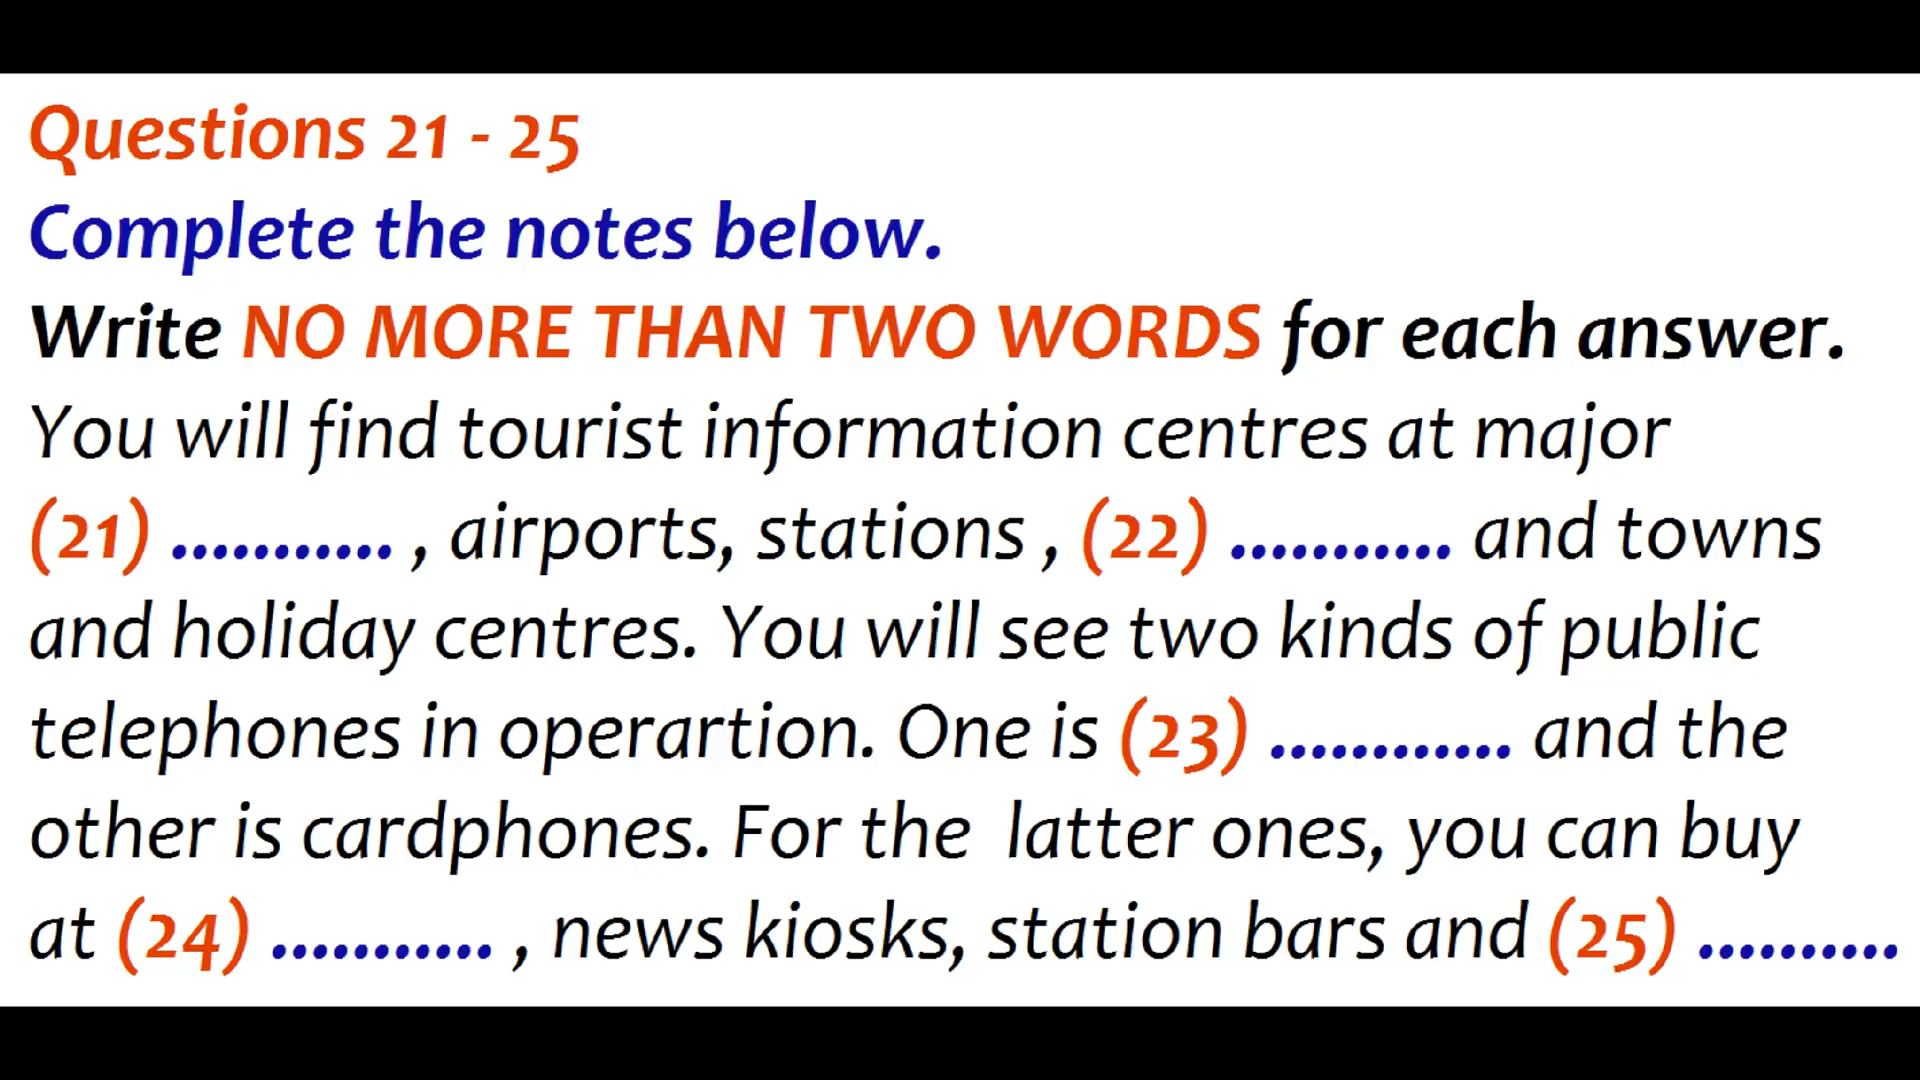 Questions 21 - 25
Complete the notes below.
Write NO MORE THAN TWO WORDS for each answer.
You will find tourist information centres at major
(21) ........... , airports, stations , (22) ........... and towns
and holiday centres. You will see two kinds of public
telephones in operartion. One is (23) ............ and the
other is cardphones. For the latter ones, you can buy
at (24) ........... , news kiosks, station bars and (25) ..........